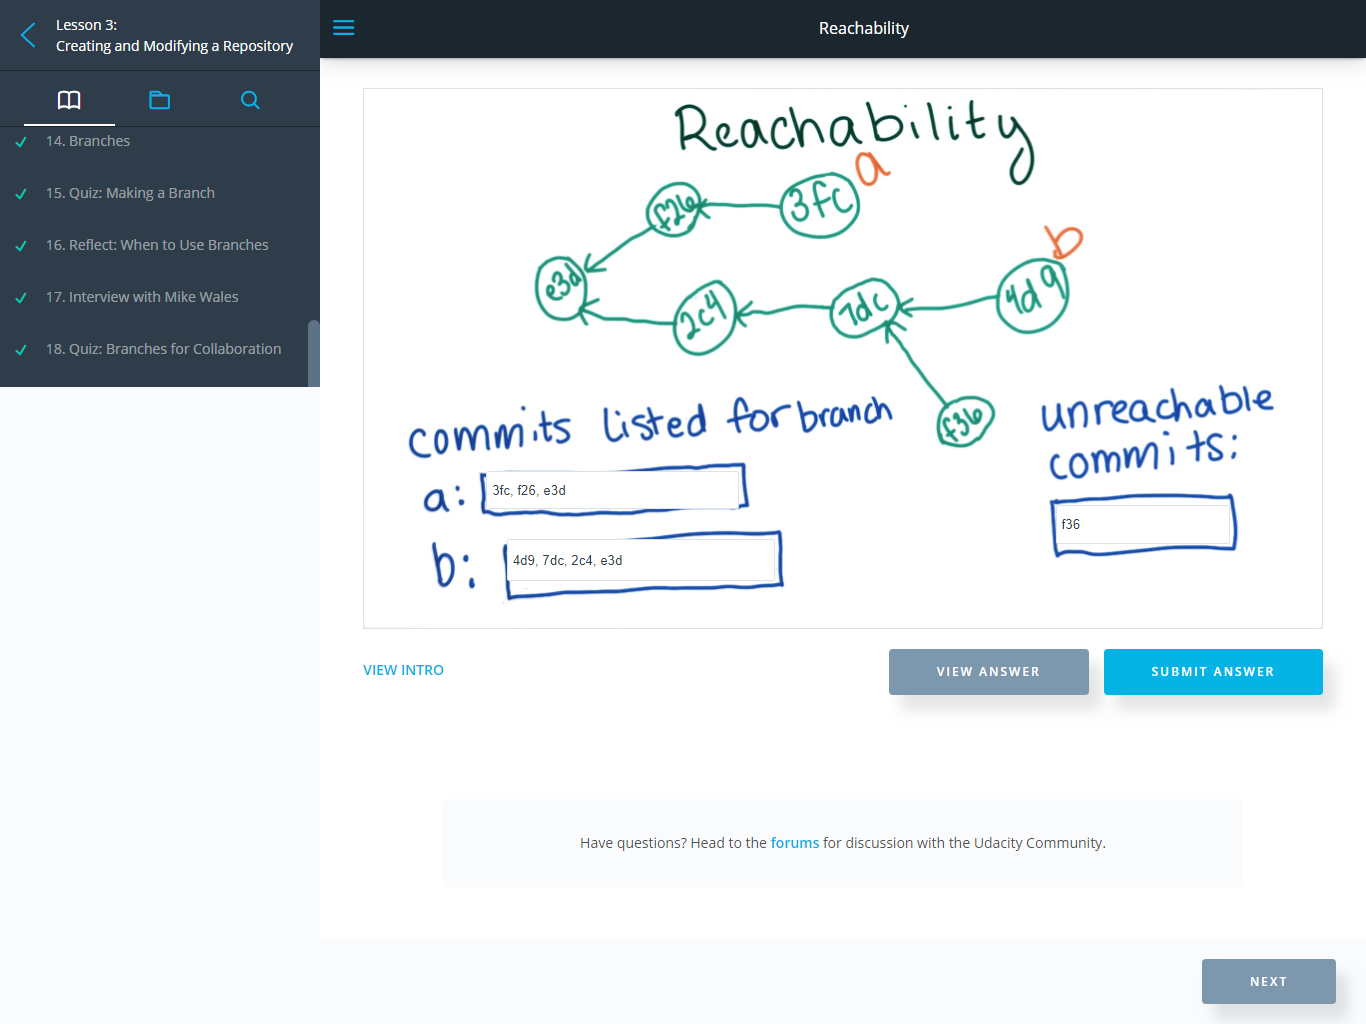 Lesson 3:
Creating and Modifying a Repository
14. Branches
15. Quiz: Making a Branch
16. Reflect: When to Use Branches
17. Interview with Mike Wales
18. Quiz: Branches for Collaboration
Reachability
Reachability
a
f26
3fc
b
e3d
2c4
7dc
4d9
f36
commits listed for branch
a: 3fc, f26, e3d
b: 4d9, 7dc, 2c4, e3d
unreachable
commits:
f36
VIEW INTRO
VIEW ANSWER
SUBMIT ANSWER
Have questions? Head to the forums for discussion with the Udacity Community.
NEXT